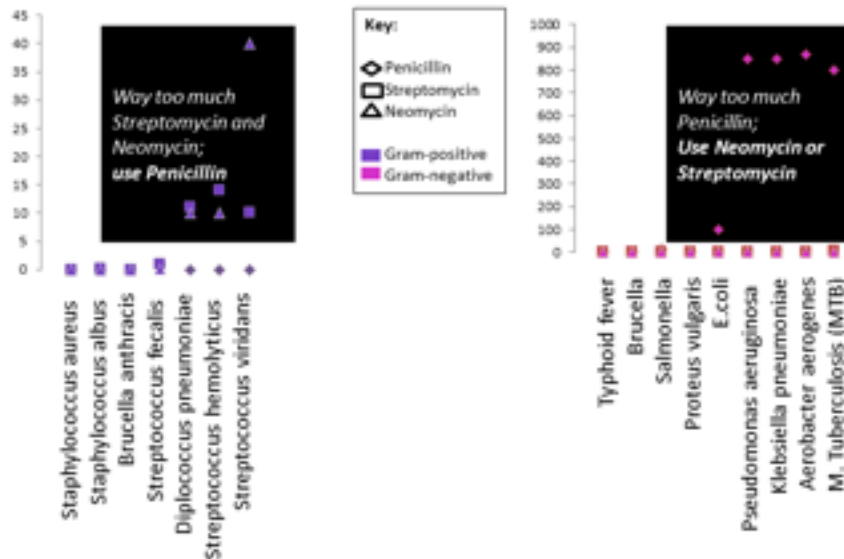 45
40
35
30
25
20
15
10
5
0
Way too much
Streptomycin and
Neomycin;
use Penicillin
Staphylococcus aureus
Staphylococcus albus
Brucella anthracis
Streptococcus fecalis
Diplococcus pneumoniae
Streptococcus hemolyticus
Streptococcus viridans
Key:
Penicillin
Streptomycin
Neomycin
Gram-positive
Gram-negative
1000
900
800
700
600
500
400
300
200
100
0
Way too much
Penicillin;
Use Neomycin or
Streptomycin
Typhoid fever
Brucella
Salmonella
Proteus vulgaris
E.coli
Pseudomonas aeruginosa
Klebsiella pneumoniae
Aerobacter aerogenes
M. Tuberculosis (MTB)